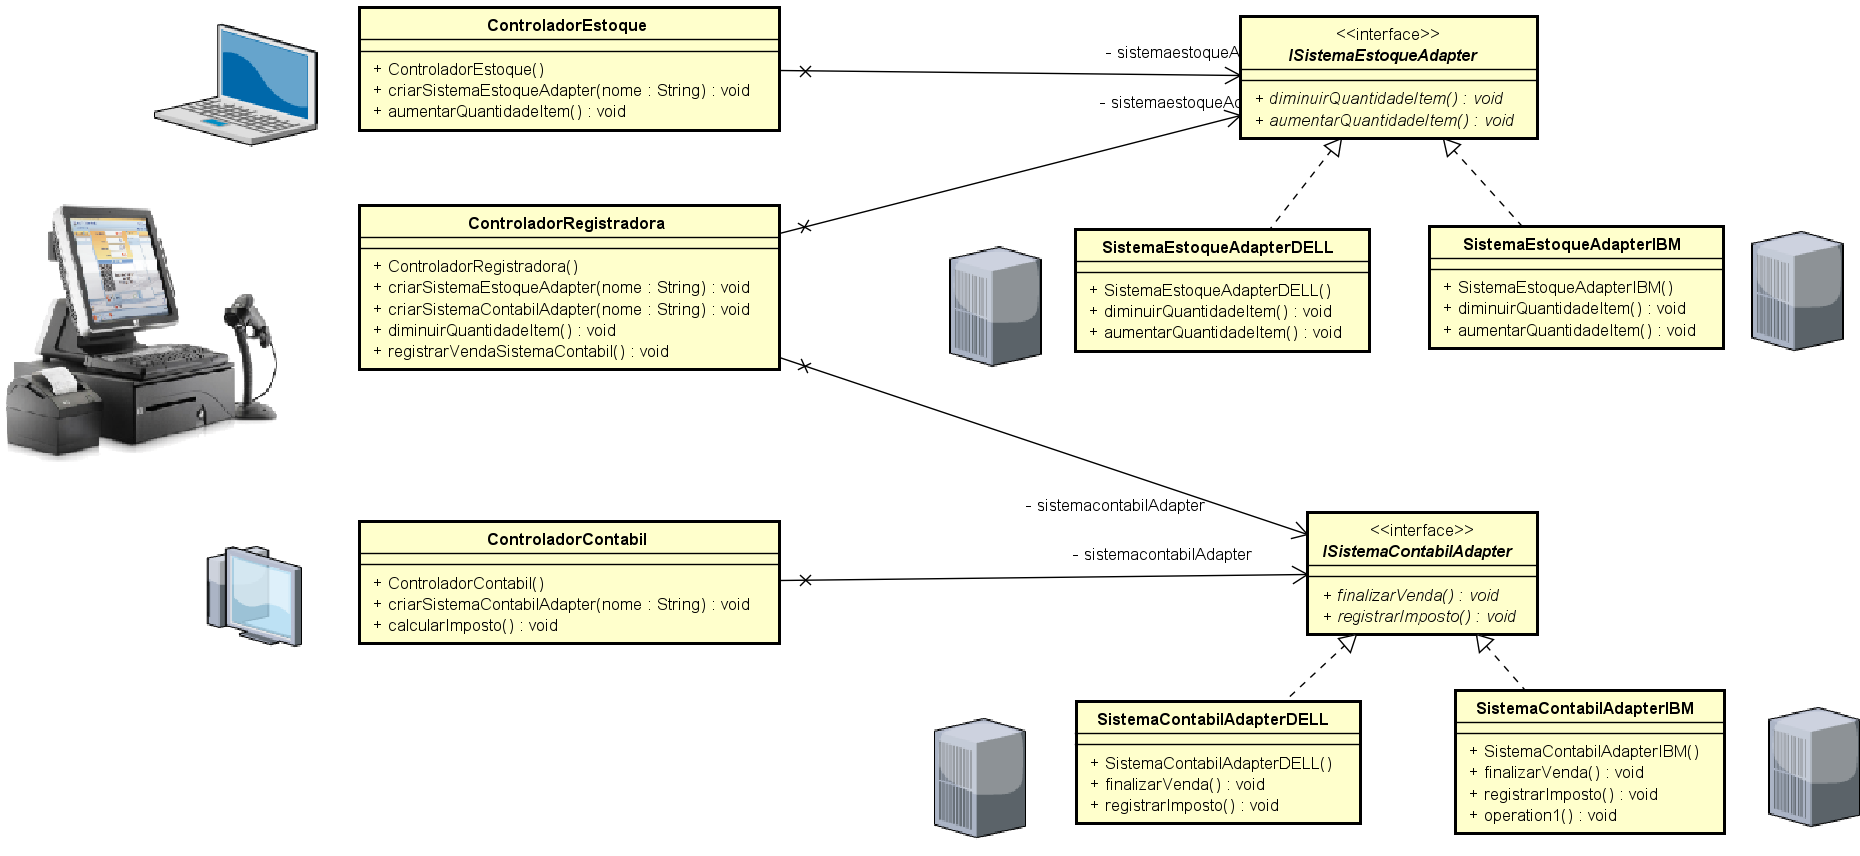 ControladorEstoque
+ ControladorEstoque()
+ criarSistemaEstoqueAdapter(nome : String) : void
+ aumentarQuantidadeItem() : void
- sistemaestoqueA
- sistemaestoqueAd
<<interface>>
ISistemaEstoqueAdapter
+ diminuirQuantidadeItem() : void
+ aumentarQuantidadeItem() : void
ControladorRegistradora
+ ControladorRegistradora()
+ criarSistemaEstoqueAdapter(nome : String) : void
+ criarSistemaContabilAdapter(nome : String) : void
+ diminuirQuantidadeItem() : void
+ registrarVendaSistemaContabil() : void
SistemaEstoqueAdapterDELL
+ SistemaEstoqueAdapterDELL()
+ diminuirQuantidadeItem() : void
+ aumentarQuantidadeItem() : void
SistemaEstoqueAdapterIBM
+ SistemaEstoqueAdapterIBM()
+ diminuirQuantidadeItem() : void
+ aumentarQuantidadeItem() : void
- sistemacontabilAdapter
- sistemacontabilAdapter
ControladorContabil
+ ControladorContabil()
+ criarSistemaContabilAdapter(nome : String) : void
+ calcularImposto() : void
<<interface>>
ISistemaContabilAdapter
+ finalizarVenda() : void
+ registrarImposto() : void
SistemaContabilAdapterDELL
+ SistemaContabilAdapterDELL()
+ finalizarVenda() : void
+ registrarImposto() : void
SistemaContabilAdapterIBM
+ SistemaContabilAdapterIBM()
+ finalizarVenda() : void
+ registrarImposto() : void
+ operation1() : void